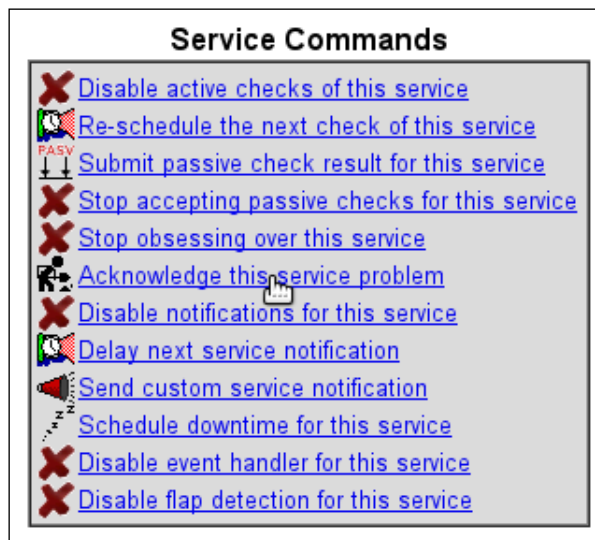 Service Commands
Disable active checks of this service
Re-schedule the next check of this service
PASV
Submit passive check result for this service
Stop accepting passive checks for this service
Stop obsessing over this service
Acknowledge this service problem
Disable notifications for this service
Delay next service notification
Send custom service notification
zzz
Schedule downtime for this service
Disable event handler for this service
Disable flap detection for this service